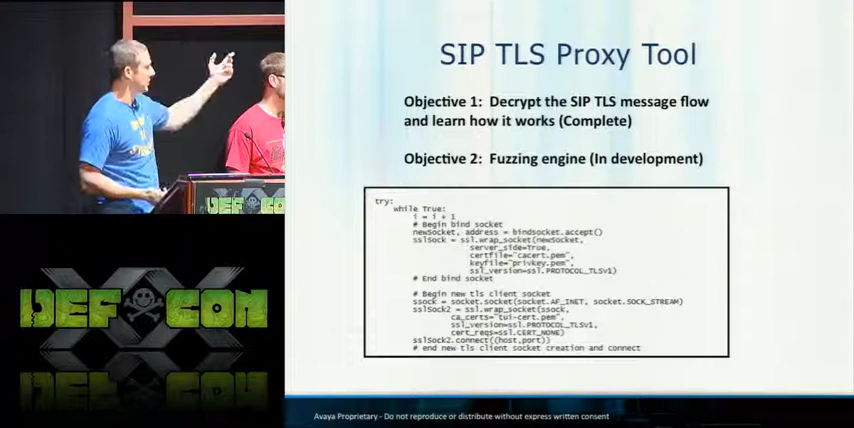 SIP TLS Proxy Tool
Objective 1: Decrypt the SIP TLS message flow
and learn how it works (Complete)
Objective 2: Fuzzing engine (In development)
try:
while True:
i = i + 1
# Begin bind socket
newSocket, address = bindsocket.accept()
sslSock = ssl.wrap_socket(newSocket,
server_side=True,
certfile="cacert.pem",
keyfile="privkey.pem",
ssl_version=ssl.PROTOCOL_TLSv1)
# End bind socket
# Begin new tls client socket
ssock = socket.socket(socket.AF_INET, socket.SOCK_STREAM)
sslSock2 = ssl.wrap_socket(ssock,
ca_certs="tui-cert.pem",
ssl_version=ssl.PROTOCOL_TLSv1,
cert_reqs=ssl.CERT_NONE)
sslSock2.connect((host,port))
# end new tls client socket creation and connect
DEFCON
DEF CON
XX
Avaya Proprietary - Do not reproduce or distribute without express written consent